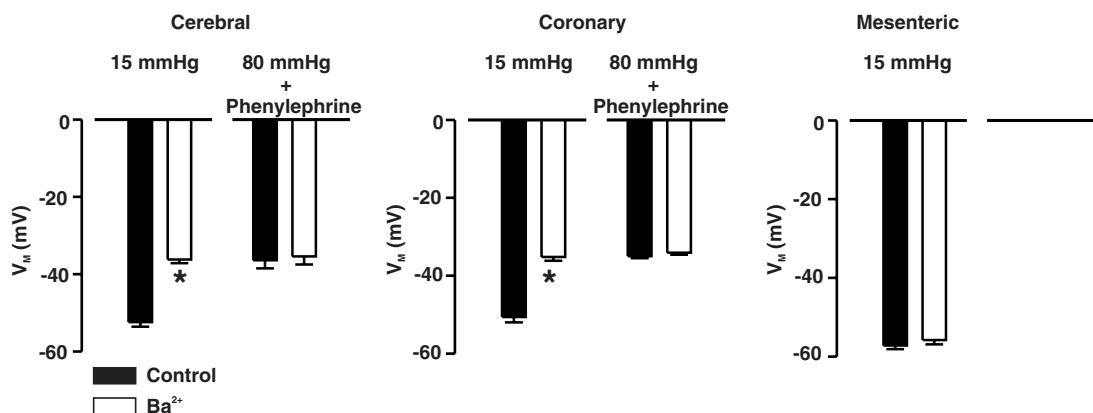 Cerebral
15 mmHg
80 mmHg
+
Phenylephrine
0
-20
-40
-60
V_M (mV)
*
Control
Ba²⁺
Coronary
15 mmHg
80 mmHg
+
Phenylephrine
0
-20
-40
-60
V_M (mV)
*
Mesenteric
15 mmHg
0
-20
-40
-60
V_M (mV)